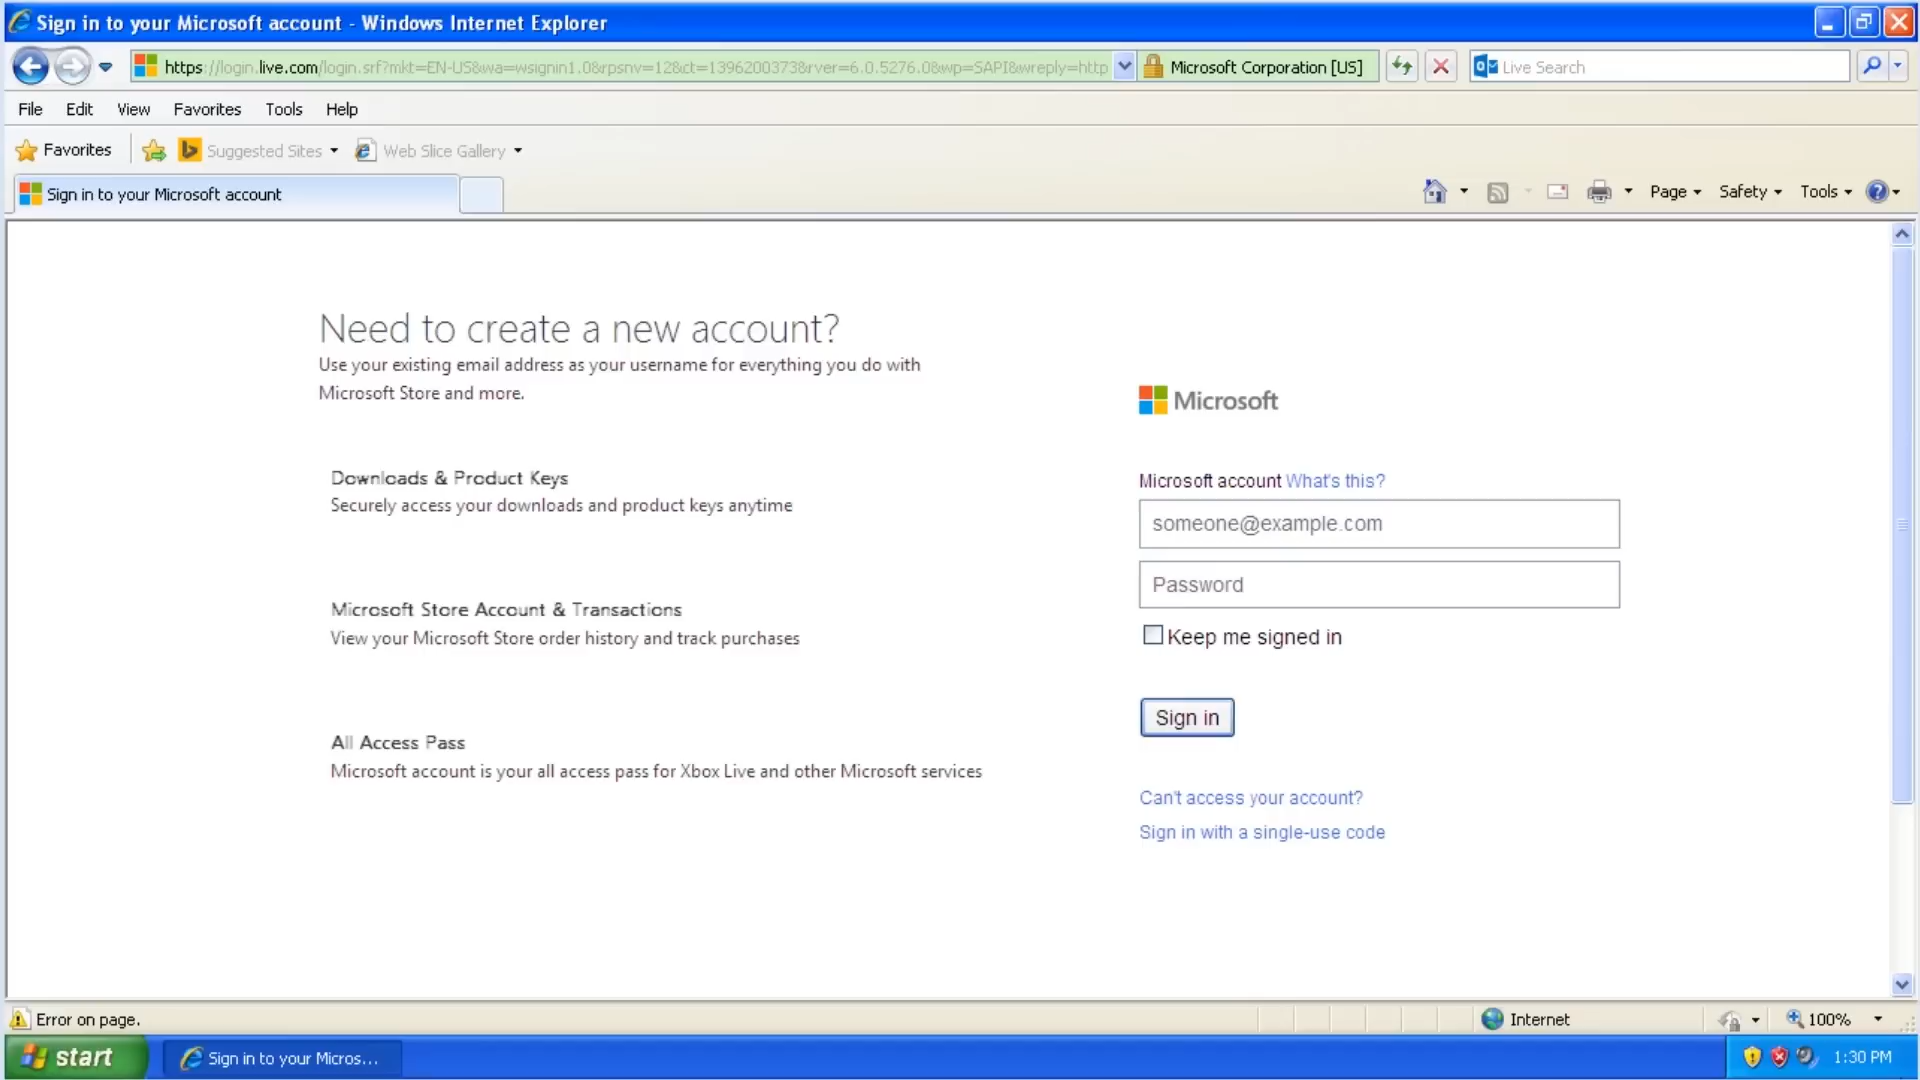 Sign in to your Microsoft account - Windows Internet Explorer
https://login.live.com/login.srf?mkt=EN-US&wa=wsignin1.0&rpsnv=12&ct=1396200373&rver=6.0.5276.0&wp=SAPI&wreply=http
Microsoft Corporation [US]
Live Search
File Edit View Favorites Tools Help
Favorites Suggested Sites Web Slice Gallery
Sign in to your Microsoft account
Page Safety Tools
Need to create a new account?
Use your existing email address as your username for everything you do with
Microsoft Store and more.
Downloads & Product Keys
Securely access your downloads and product keys anytime
Microsoft Store Account & Transactions
View your Microsoft Store order history and track purchases
All Access Pass
Microsoft account is your all access pass for Xbox Live and other Microsoft services
Microsoft
Microsoft account What's this?
someone@example.com
Password
Keep me signed in
Sign in
Can't access your account?
Sign in with a single-use code
Error on page.
Internet
100%
start
Sign in to your Micros...
1:30 PM